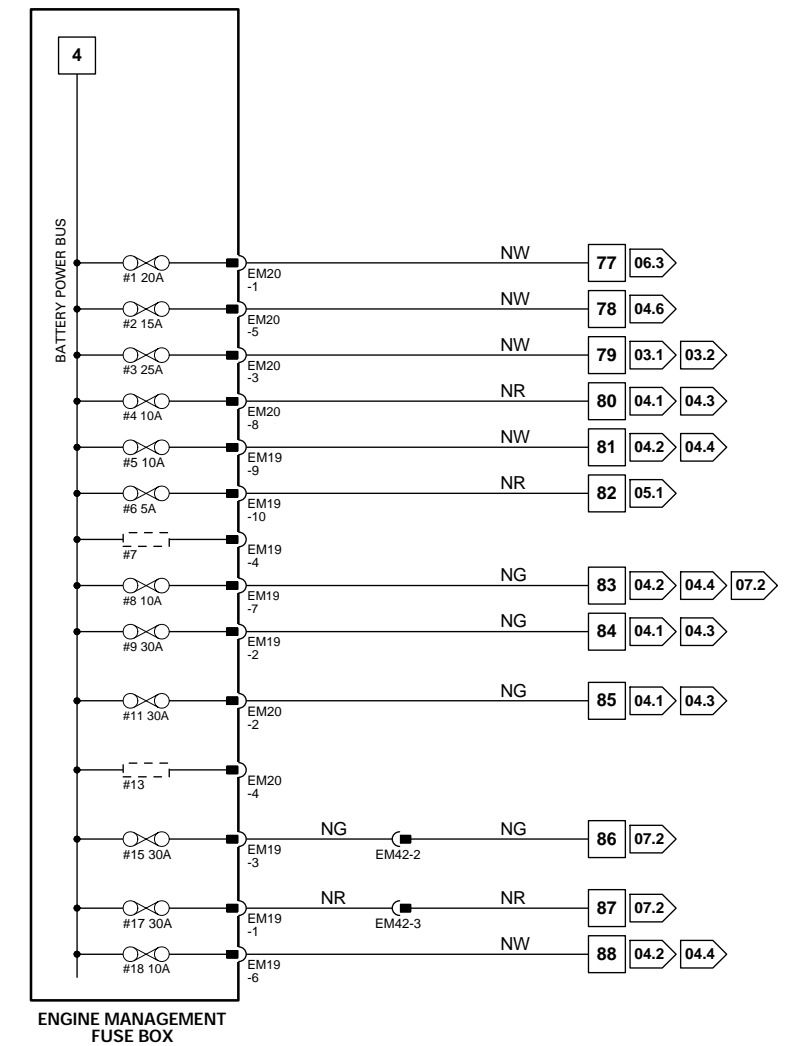 4
BATTERY POWER BUS
#1 20A
EM20
-1
NW
77
06.3
#2 15A
EM20
-5
NW
78
04.6
#3 25A
EM20
-3
NW
79
03.1
03.2
#4 10A
EM20
-8
NR
80
04.1
04.3
#5 10A
EM19
-9
NW
81
04.2
04.4
#6 5A
EM19
-10
NR
82
05.1
#7
EM19
-4
#8 10A
EM19
-7
NG
83
04.2
04.4
07.2
#9 30A
EM19
-2
NG
84
04.1
04.3
#11 30A
EM20
-2
NG
85
04.1
04.3
#13
EM20
-4
#15 30A
EM19
-3
NG
EM42-2
NG
86
07.2
#17 30A
EM19
-1
NR
EM42-3
NR
87
07.2
#18 10A
EM19
-6
NW
88
04.2
04.4
ENGINE MANAGEMENT
FUSE BOX